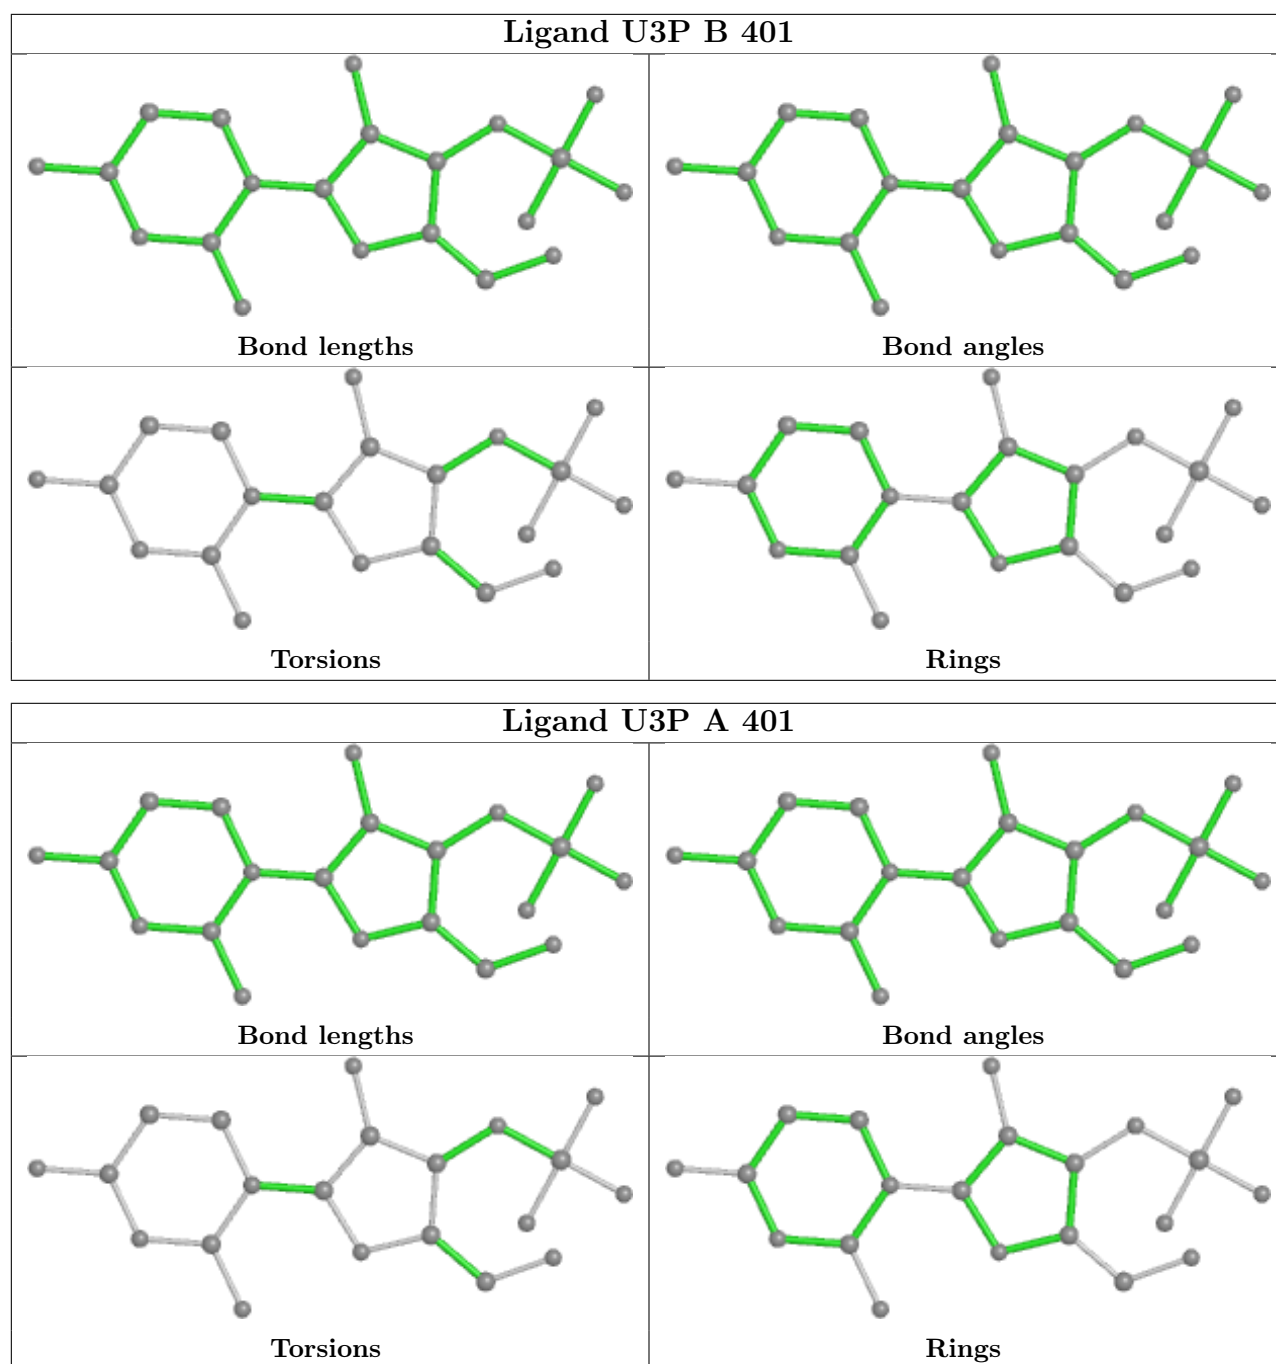 Ligand U3P B 401
Bond lengths
Bond angles
Torsions
Rings
Ligand U3P A 401
Bond lengths
Bond angles
Torsions
Rings